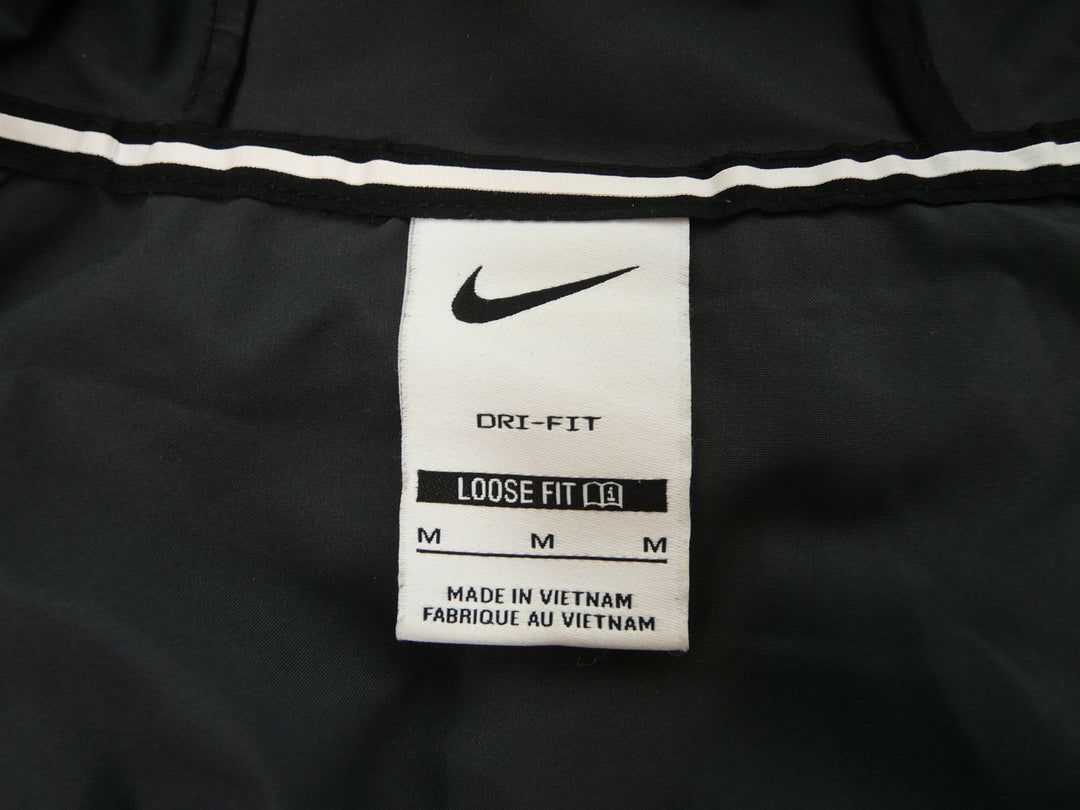 DRI-FIT
LOOSE FIT
M M M
MADE IN VIETNAM
FABRIQUE AU VIETNAM